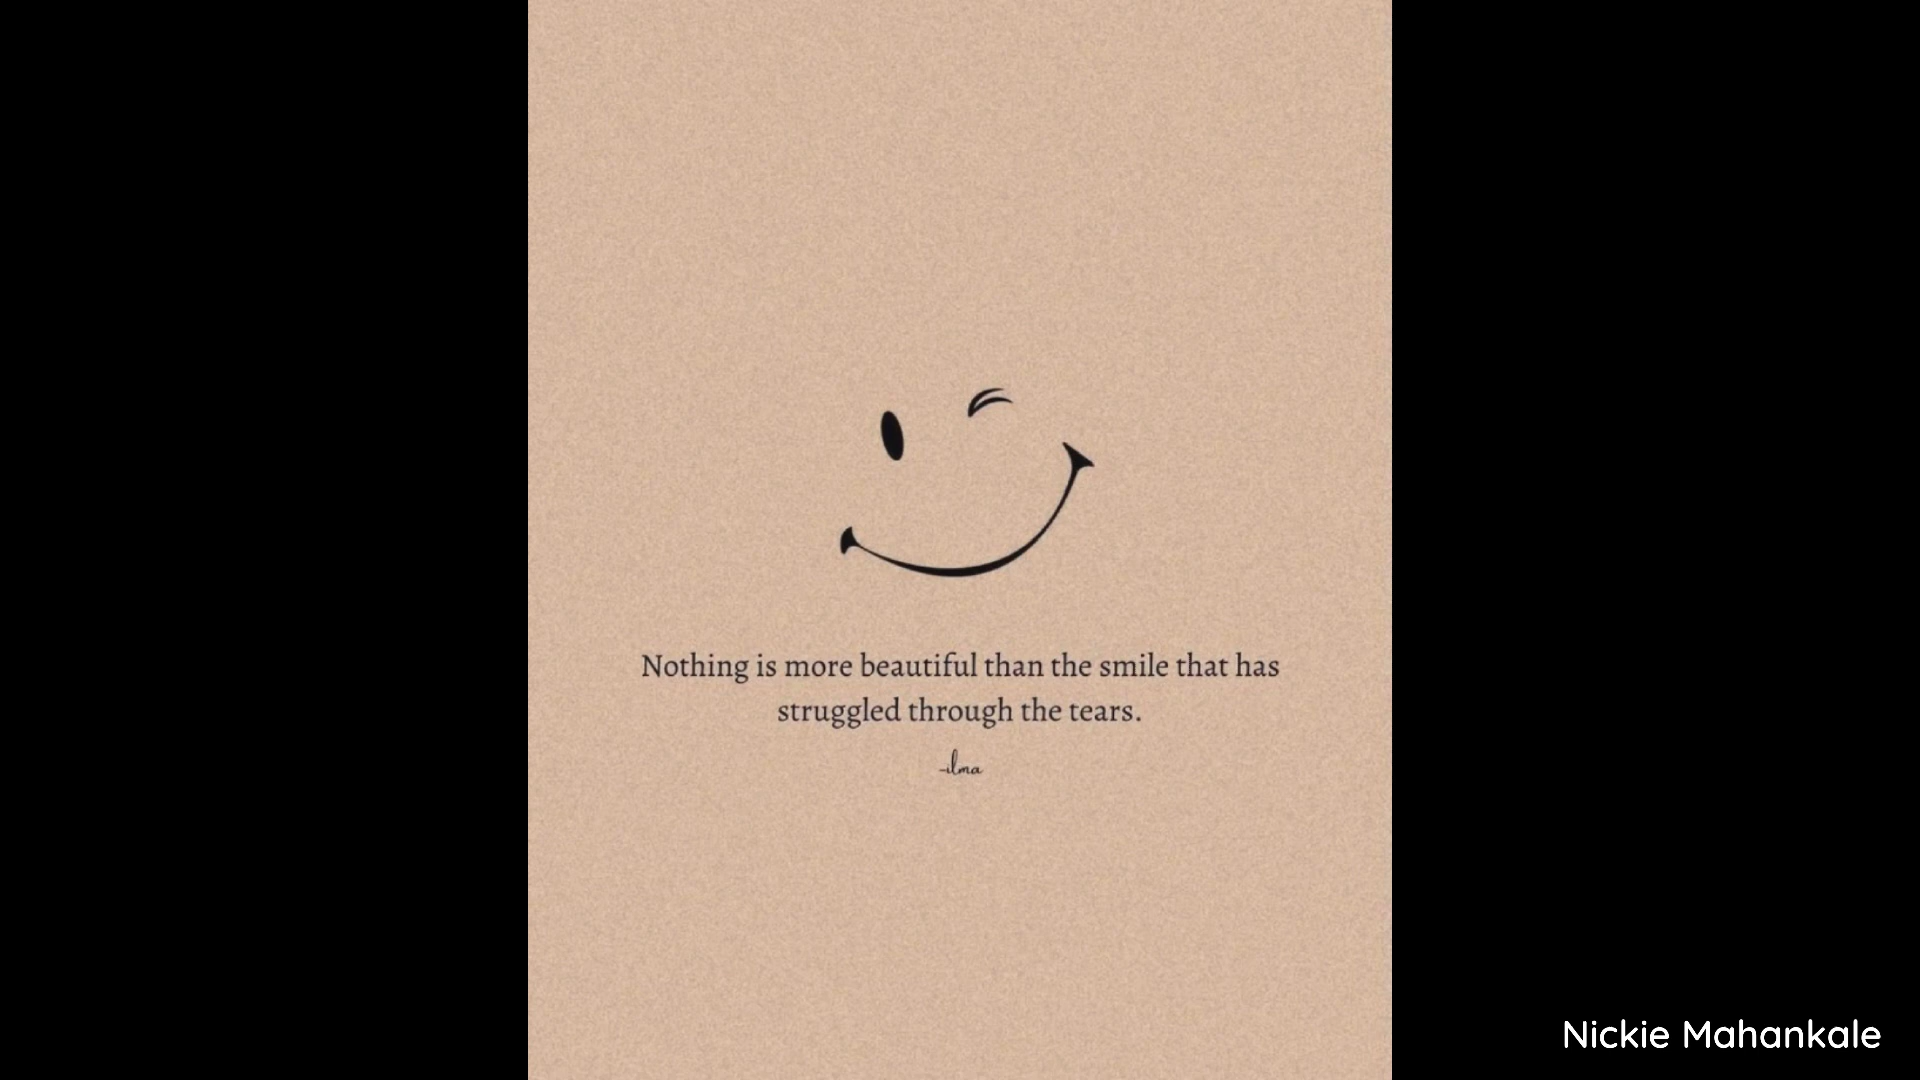 Nothing is more beautiful than the smile that has
struggled through the tears.
-ilma
Nickie Mahankale